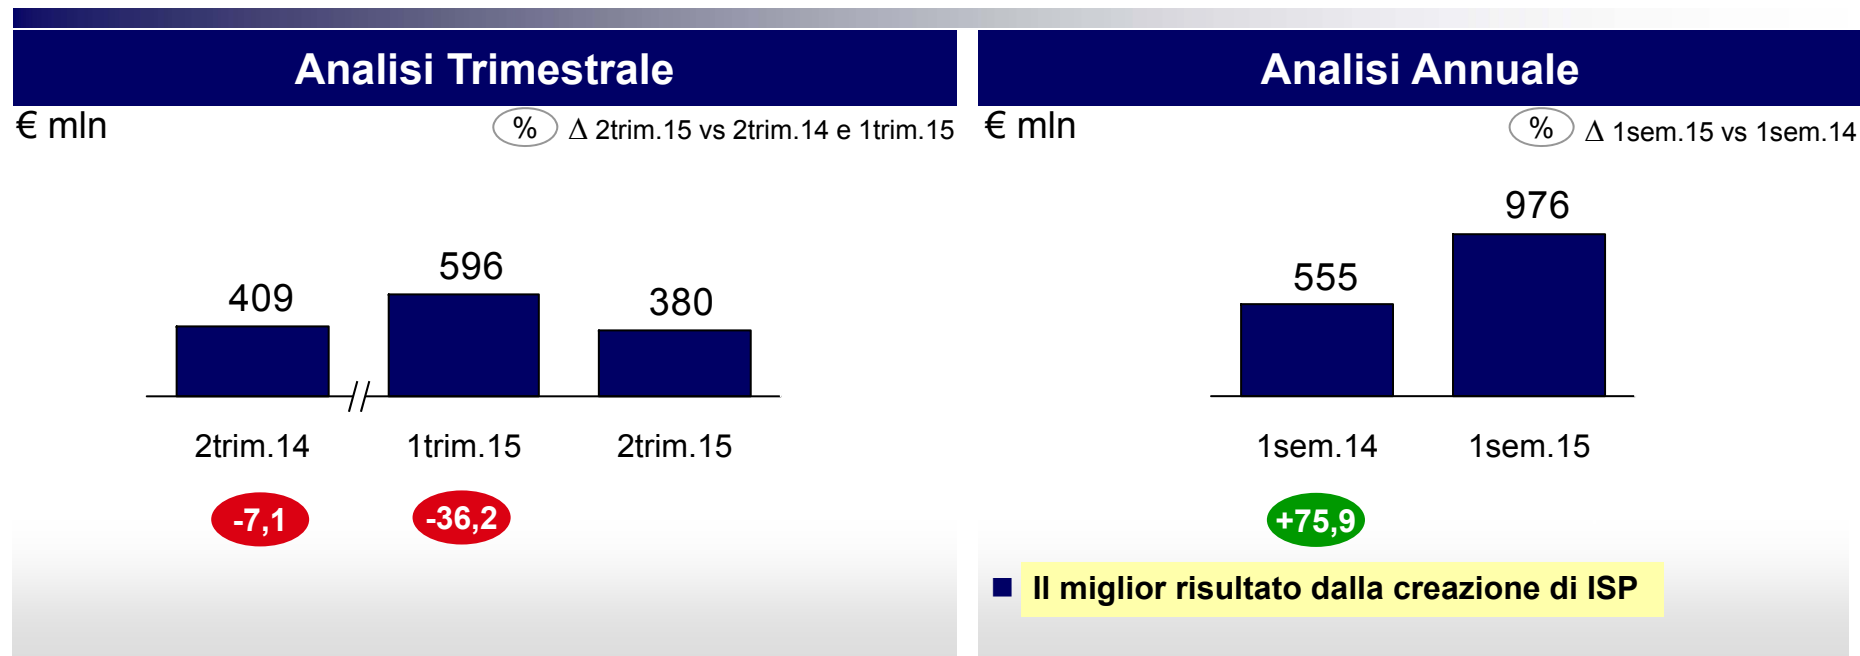 Analisi Trimestrale
€ mln
% Δ 2trim.15 vs 2trim.14 e 1trim.15
409
596
380
2trim.14
1trim.15
2trim.15
-7,1
-36,2
Analisi Annuale
€ mln
% Δ 1sem.15 vs 1sem.14
555
976
1sem.14
1sem.15
+75,9
Il miglior risultato dalla creazione di ISP